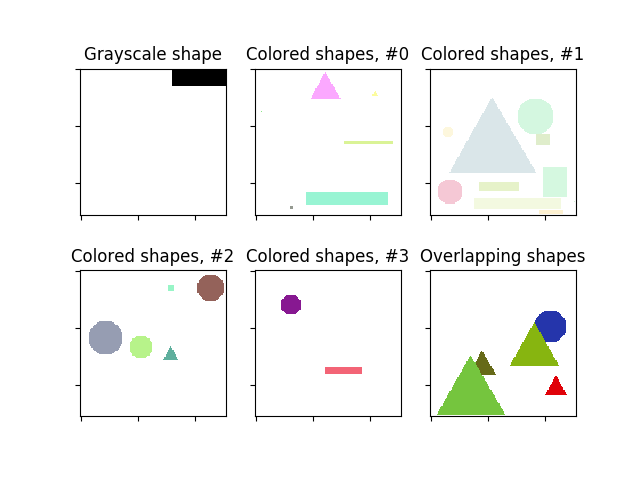 Grayscale shape
Colored shapes, #0
Colored shapes, #1
Colored shapes, #2
Colored shapes, #3
Overlapping shapes